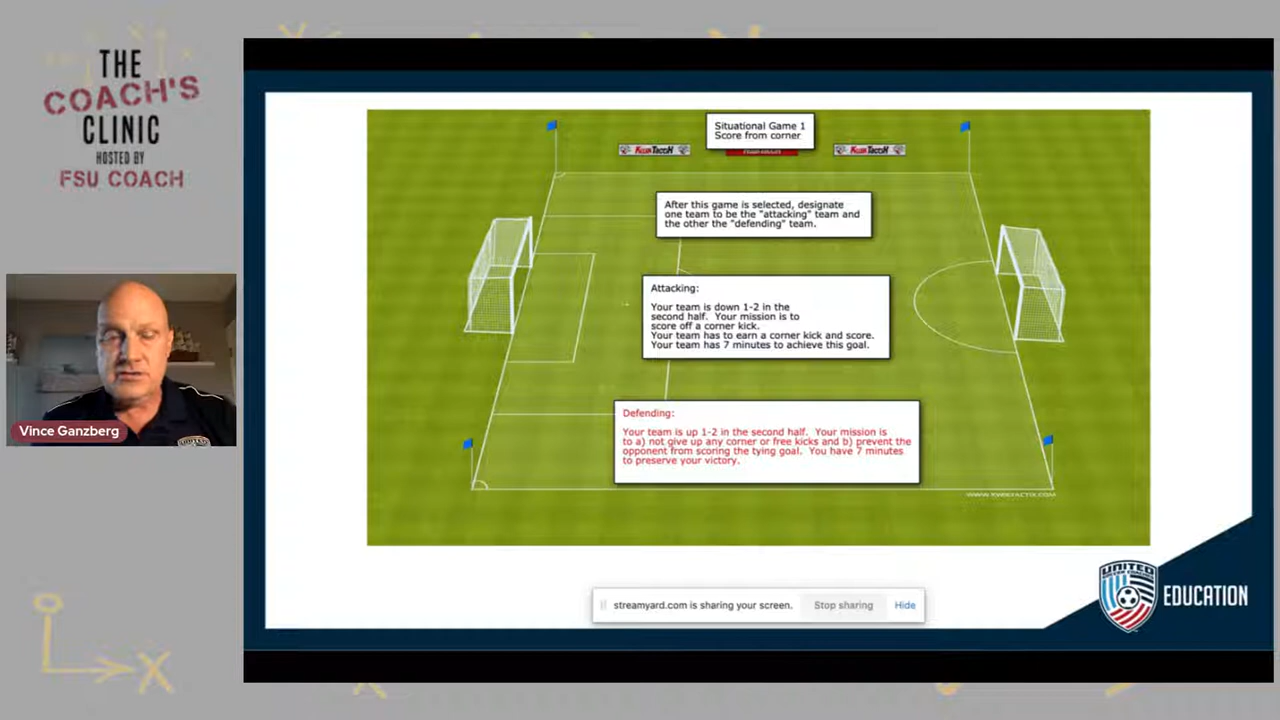 THE
COACH'S
CLINIC
HOSTED BY
FSU COACH
Vince Ganzberg
Situational Game 1
Score from corner
After this game is selected, designate
one team to be the "attacking" team and
the other the "defending" team.
Attacking:
Your team is down 1-2 in the
second half. Your mission is to
score off a corner kick.
Your team has to earn a corner kick and score.
Your team has 7 minutes to achieve this goal.
Defending:
Your team is up 1-2 in the second half. Your mission is
to a) not give up any corner or free kicks and b) prevent the
opponent from scoring the tying goal. You have 7 minutes
to preserve your victory.
streamyard.com is sharing your screen.
Stop sharing
Hide
UNITED
EDUCATION